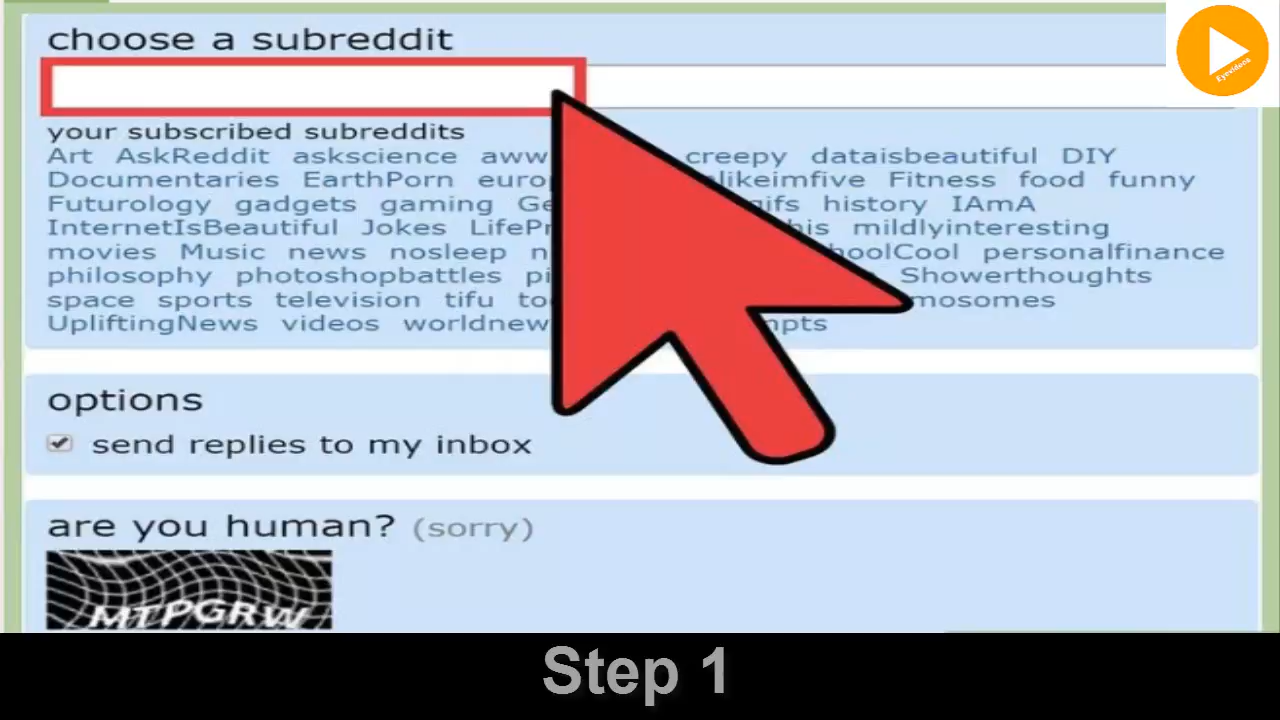 choose a subreddit
Eyevideos
your subscribed subreddits
Art AskReddit askscience aww creepy dataisbeautiful DIY
Documentaries EarthPorn Fitness food funny
Futurology gadgets gaming gifs history IAmA
InternetIsBeautiful Jokes mildlyinteresting
movies Music news nosleep personalfinance
philosophy photoshopbattles Showerthoughts
space sports television tifu
UpliftingNews videos
options
send replies to my inbox
are you human? (sorry)
MTPGRW
Step 1